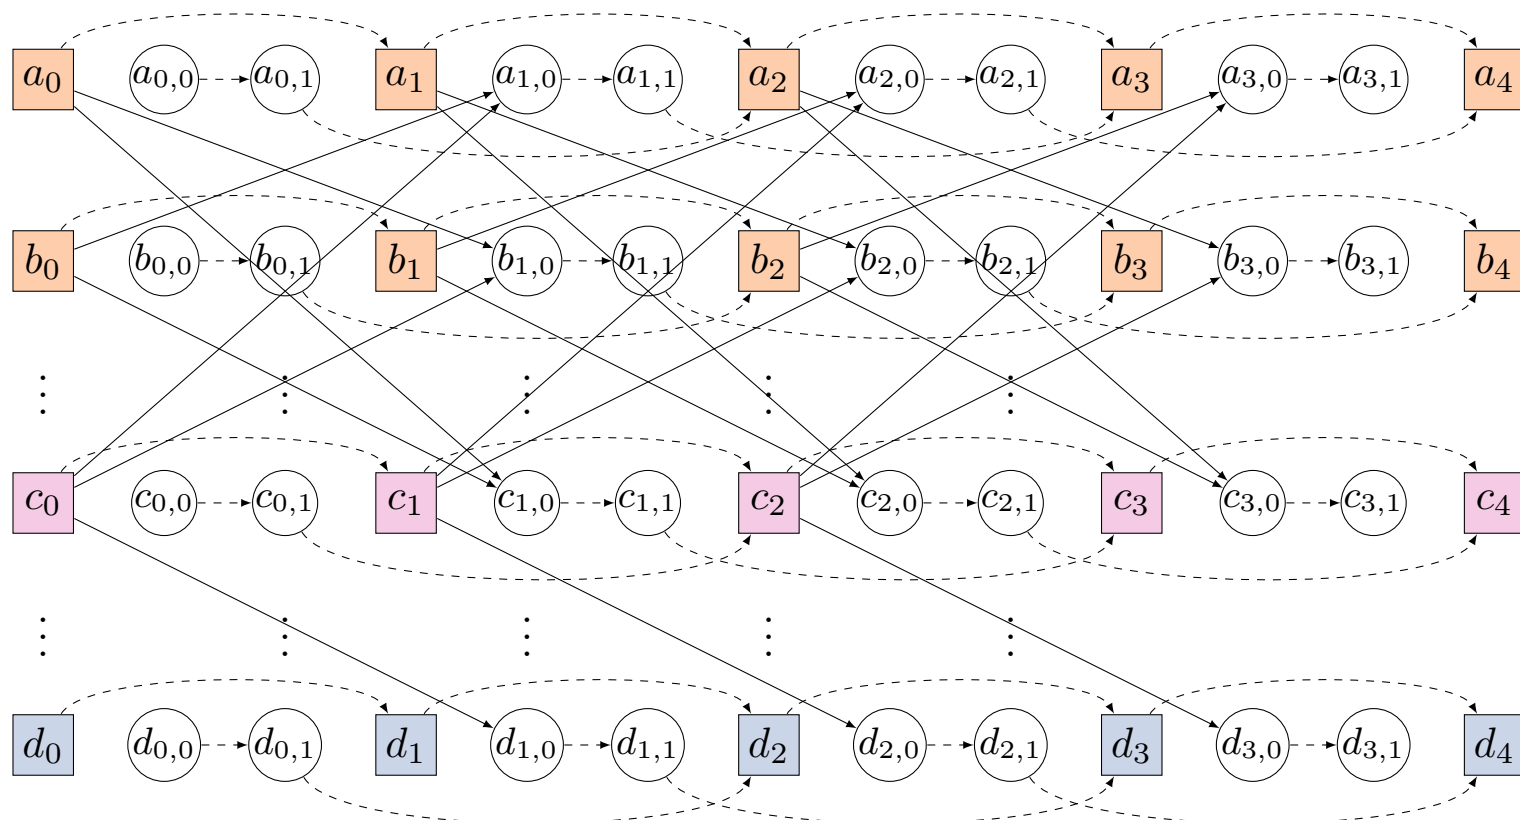 a₀ a₀,₀ a₀,₁ a₁ a₁,₀ a₁,₁ a₂ a₂,₀ a₂,₁ a₃ a₃,₀ a₃,₁ a₄
b₀ b₀,₀ b₀,₁ b₁ b₁,₀ b₁,₁ b₂ b₂,₀ b₂,₁ b₃ b₃,₀ b₃,₁ b₄
⋮ ⋮ ⋮ ⋮ ⋮
c₀ c₀,₀ c₀,₁ c₁ c₁,₀ c₁,₁ c₂ c₂,₀ c₂,₁ c₃ c₃,₀ c₃,₁ c₄
⋮ ⋮ ⋮ ⋮ ⋮
d₀ d₀,₀ d₀,₁ d₁ d₁,₀ d₁,₁ d₂ d₂,₀ d₂,₁ d₃ d₃,₀ d₃,₁ d₄